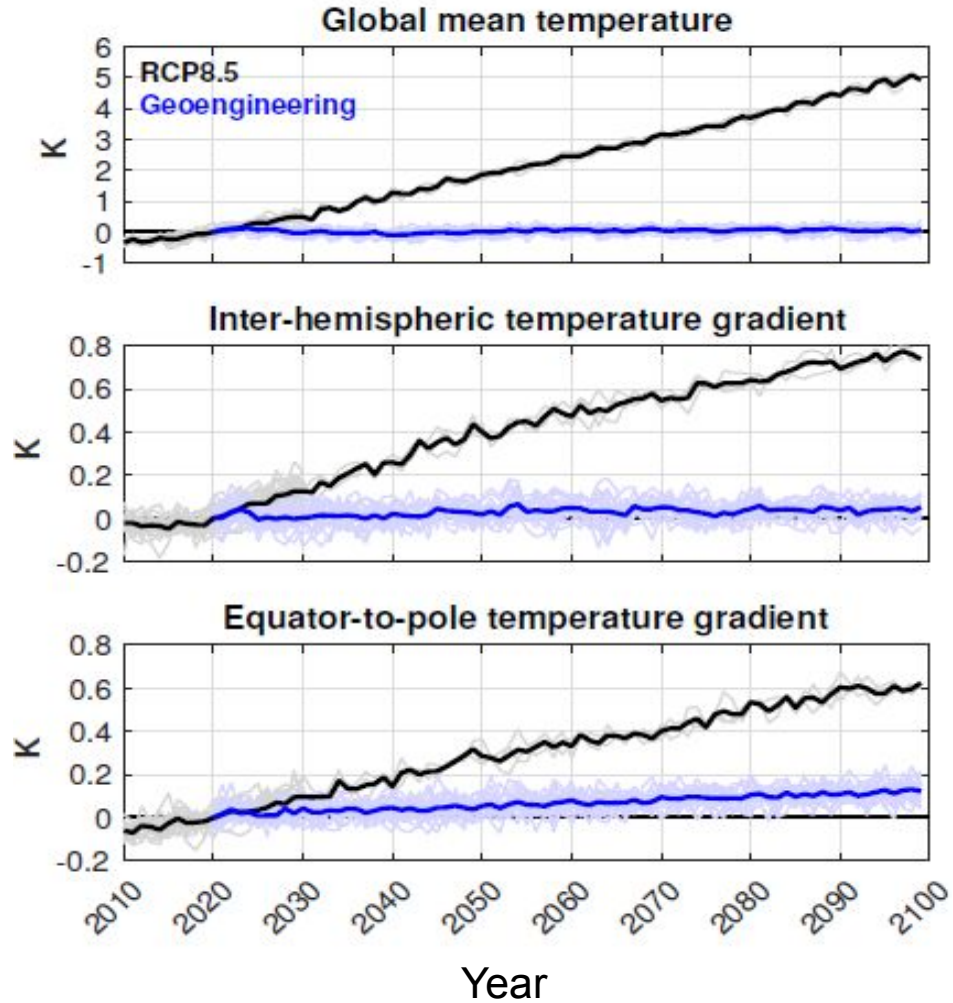 Global mean temperature
6
RCP8.5
5
Geoengineering
4
3
K
2
1
0
-1
Inter-hemispheric temperature gradient
0.8
0.6
0.4
K
0.2
0
-0.2
Equator-to-pole temperature gradient
0.8
0.6
0.4
K
0.2
0
-0.2
2010 2020 2030 2040 2050 2060 2070 2080 2090 2100
Year